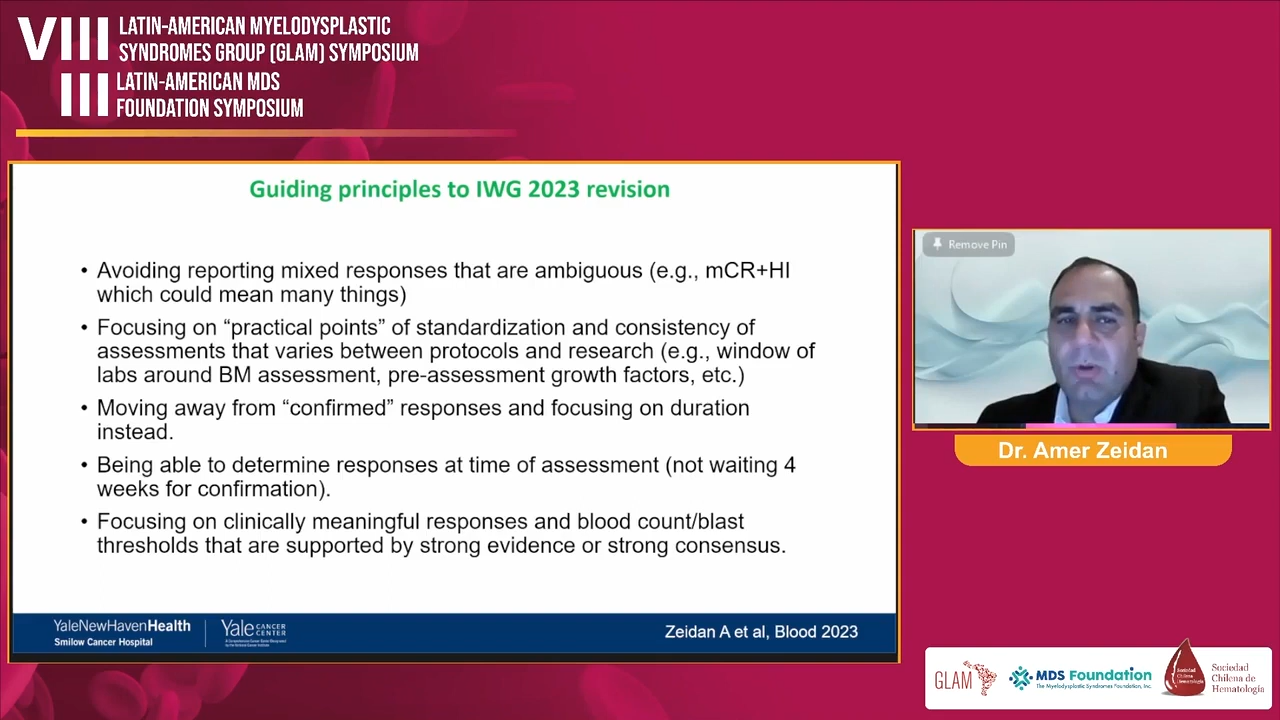 VIII LATIN-AMERICAN MYELODYSPLASTIC
SYNDROMES GROUP (GLAM) SYMPOSIUM
III LATIN-AMERICAN MDS
FOUNDATION SYMPOSIUM
Guiding principles to IWG 2023 revision
• Avoiding reporting mixed responses that are ambiguous (e.g., mCR+HI
which could mean many things)
• Focusing on “practical points” of standardization and consistency of
assessments that varies between protocols and research (e.g., window of
labs around BM assessment, pre-assessment growth factors, etc.)
• Moving away from “confirmed” responses and focusing on duration
instead.
• Being able to determine responses at time of assessment (not waiting 4
weeks for confirmation).
• Focusing on clinically meaningful responses and blood count/blast
thresholds that are supported by strong evidence or strong consensus.
YaleNewHavenHealth
Smilow Cancer Hospital
Yale CANCER
CENTER
Zeidan A et al, Blood 2023
Remove Pin
Dr. Amer Zeidan
GLAM
MDS Foundation
The Myelodysplastic Syndromes Foundation, Inc.
Sociedad
Chilena
de Hematología
Sociedad
Chilena de
Hematología